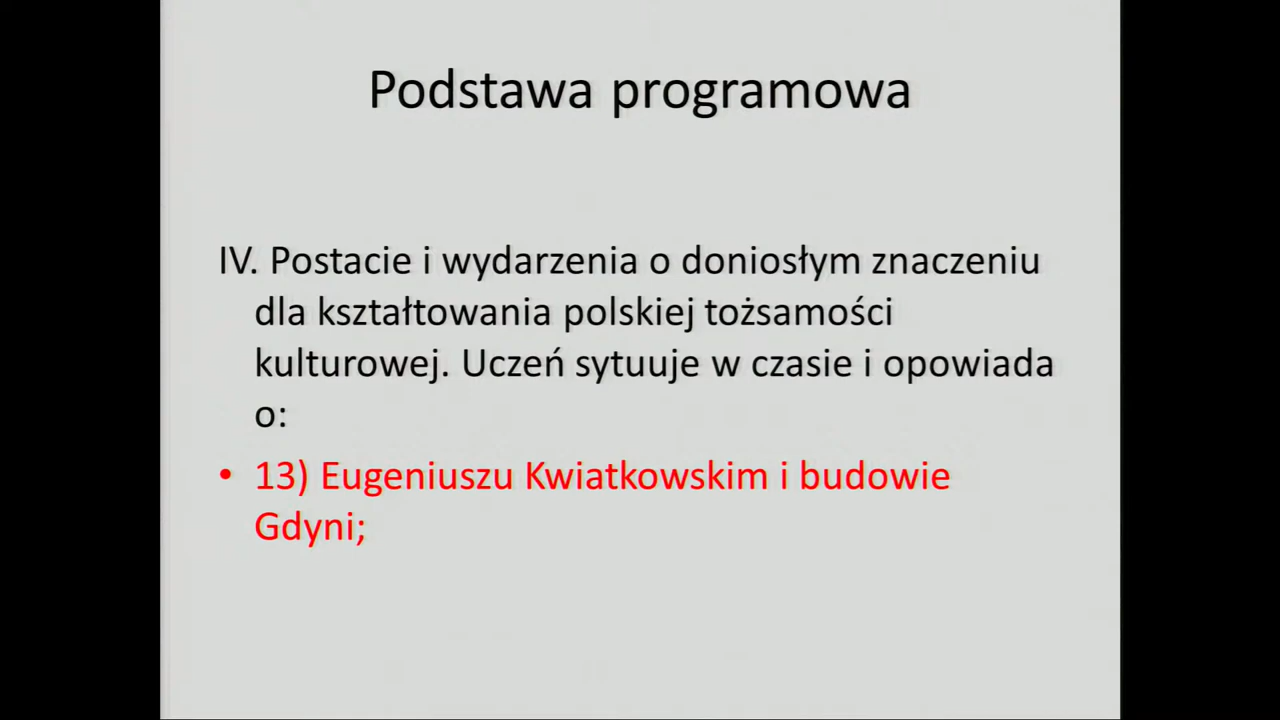 Podstawa programowa
IV. Postacie i wydarzenia o doniosłym znaczeniu
dla kształtowania polskiej tożsamości
kulturowej. Uczeń sytuuje w czasie i opowiada
o:
• 13) Eugeniuszu Kwiatkowskim i budowie
Gdyni;